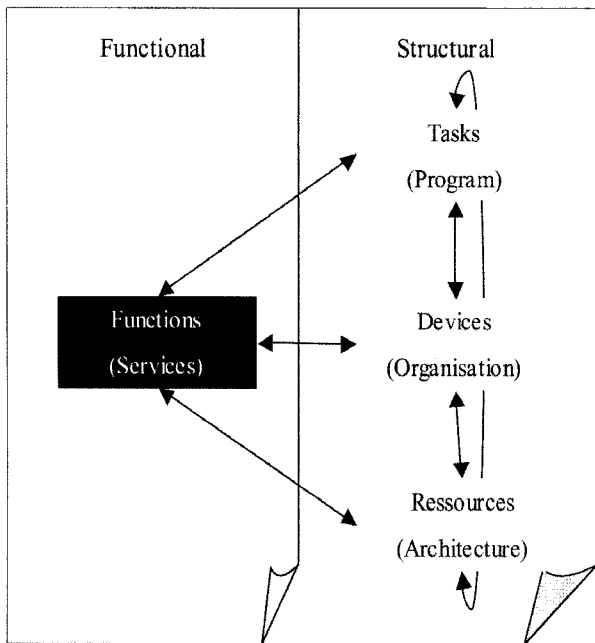 Functional
Structural
Tasks
(Program)
Functions
(Services)
Devices
(Organisation)
Ressources
(Architecture)